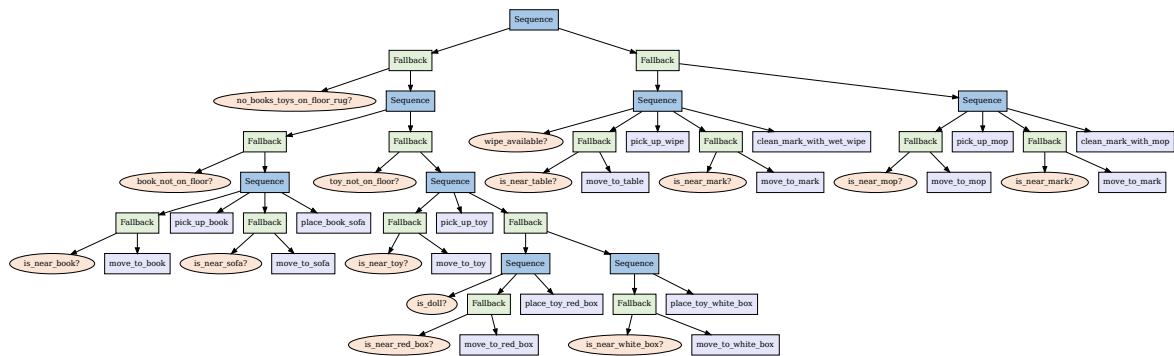 Sequence
Fallback
Fallback
no_books_toys_on_floor_rug?
Sequence
Sequence
Sequence
Fallback
Fallback
wipe_available?
Fallback
pick_up_wipe
Fallback
clean_mark_with_wet_wipe
Fallback
pick_up_mop
Fallback
clean_mark_with_mop
book_not_on_floor?
Sequence
toy_not_on_floor?
Sequence
is_near_table?
move_to_table
is_near_mark?
move_to_mark
is_near_mop?
move_to_mop
is_near_mark?
move_to_mark
Fallback
pick_up_book
Fallback
place_book_sofa
Fallback
pick_up_toy
Fallback
is_near_book?
move_to_book
is_near_sofa?
move_to_sofa
is_near_toy?
move_to_toy
Sequence
Sequence
is_doll?
Fallback
place_toy_red_box
Fallback
place_toy_white_box
is_near_red_box?
move_to_red_box
is_near_white_box?
move_to_white_box